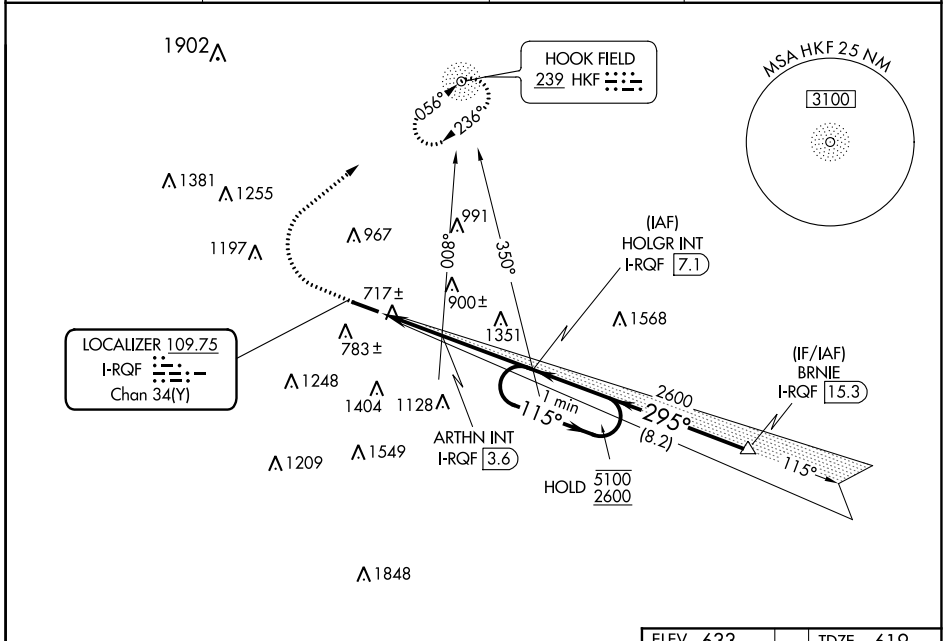 1902
HOOK FIELD
239 HKF
MSA HKF 25 NM
3100
056°
236°
1381
1255
1197
967
991
008°
350°
(IAF)
HOLGR INT
I-RQF 7.1
717±
900±
1351
1568
LOCALIZER 109.75
I-RQF
Chan 34(Y)
783±
1248
1404
1128
ARTHN INT
I-RQF 3.6
1 min
115°
2600
295°
(8.2)
(IF/IAF)
BRNIE
I-RQF 15.3
115°
HOLD 5100
2600
1209
1549
1848
ELEV 633
TDZE 619